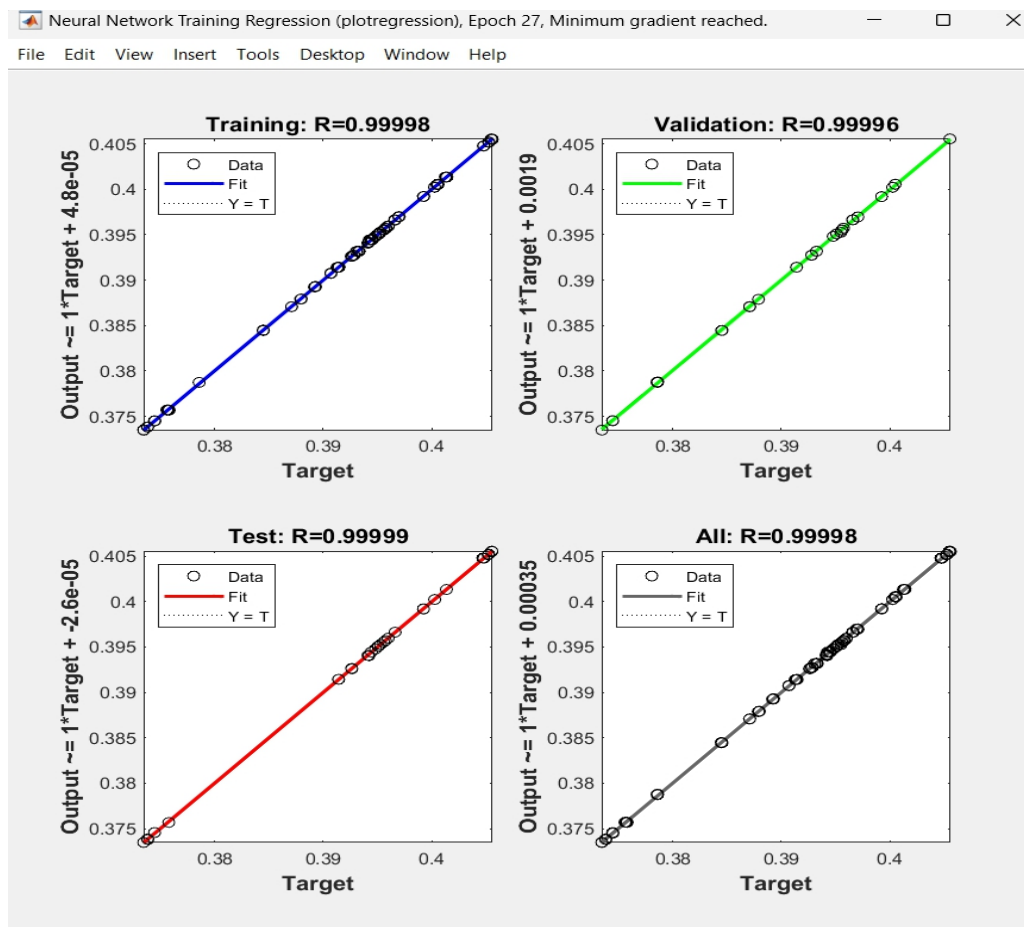 Neural Network Training Regression (plotregression), Epoch 27, Minimum gradient reached.
File Edit View Insert Tools Desktop Window Help
Training: R=0.99998
Output ~= 1*Target + 4.8e-05
0.405
0.4
0.395
0.39
0.385
0.38
0.375
Data
Fit
Y = T
0.38 0.39 0.4
Target
Validation: R=0.99996
Output ~= 1*Target + 0.0019
0.405
0.4
0.395
0.39
0.385
0.38
0.375
Data
Fit
Y = T
0.38 0.39 0.4
Target
Test: R=0.99999
Output ~= 1*Target + -2.6e-05
0.405
0.4
0.395
0.39
0.385
0.38
0.375
Data
Fit
Y = T
0.38 0.39 0.4
Target
All: R=0.99998
Output ~= 1*Target + 0.00035
0.405
0.4
0.395
0.39
0.385
0.38
0.375
Data
Fit
Y = T
0.38 0.39 0.4
Target